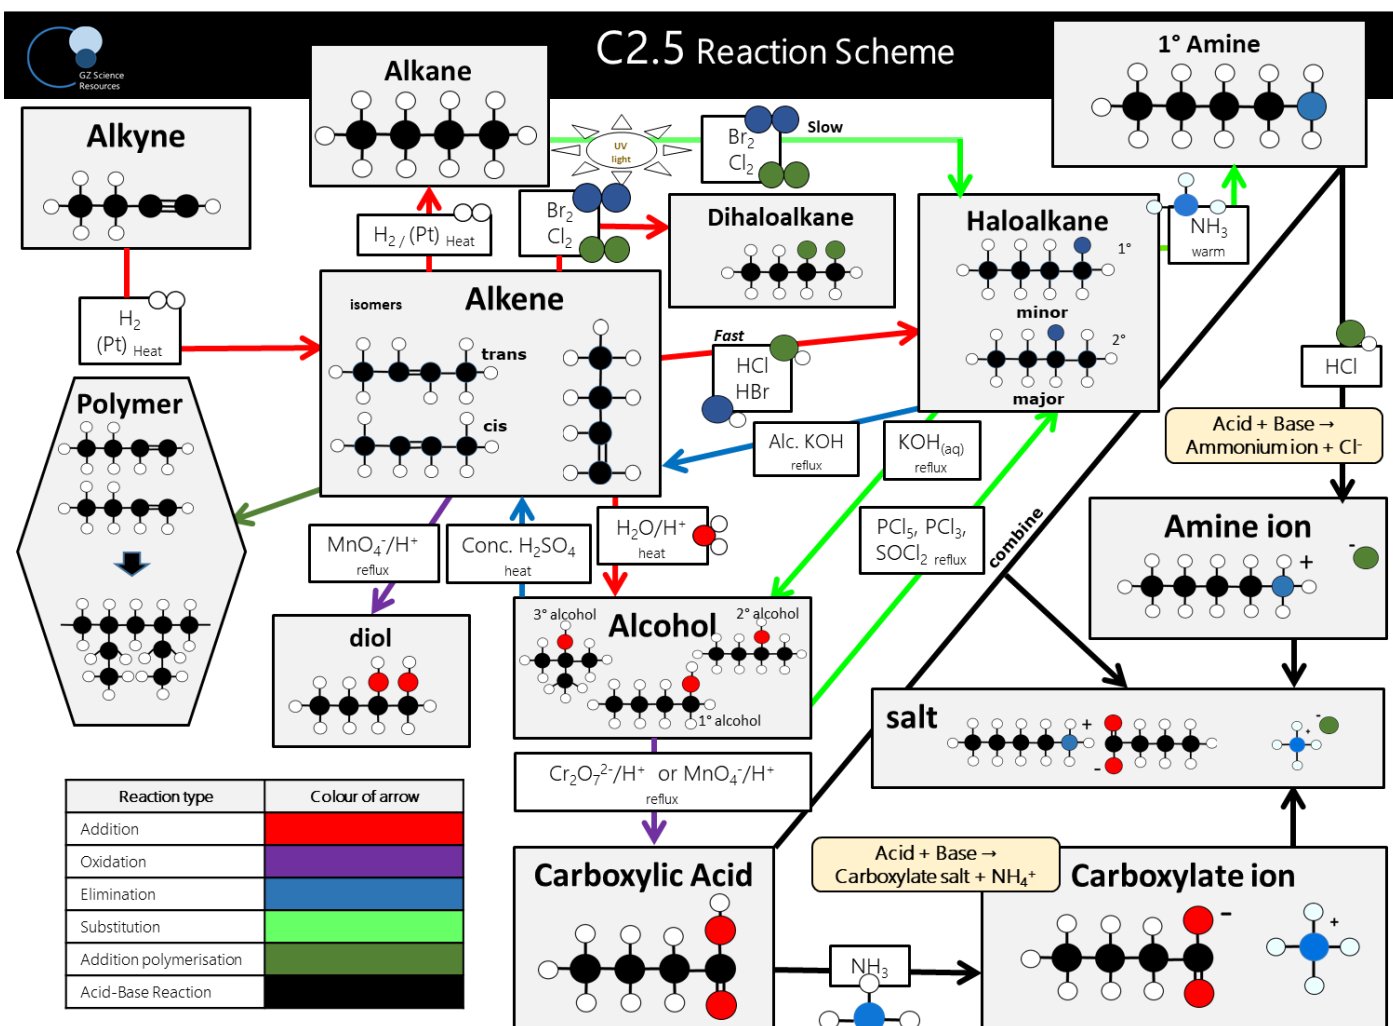 GZ Science
Resources
C2.5 Reaction Scheme
Alkane
1° Amine
Alkyne
UV
light
Br₂
Cl₂
Slow
H₂ / (Pt) Heat
Br₂
Cl₂
Dihaloalkane
Haloalkane
1°
minor
2°
major
NH₃
warm
H₂
(Pt) Heat
isomers
Alkene
trans
cis
Fast
HCl
HBr
HCl
Polymer
Alc. KOH
reflux
KOH(aq)
reflux
Acid + Base →
Ammonium ion + Cl⁻
MnO₄⁻/H⁺
reflux
Conc. H₂SO₄
heat
H₂O/H⁺
heat
PCl₅, PCl₃,
SOCl₂ reflux
combine
Amine ion
+
-
diol
3° alcohol
Alcohol
2° alcohol
1° alcohol
salt
+
-
+
-
Cr₂O₇²⁻/H⁺ or MnO₄⁻/H⁺
reflux
Reaction type
Colour of arrow
Addition
Oxidation
Elimination
Substitution
Addition polymerisation
Acid-Base Reaction
Carboxylic Acid
Acid + Base →
Carboxylate salt + NH₄⁺
NH₃
Carboxylate ion
-
+